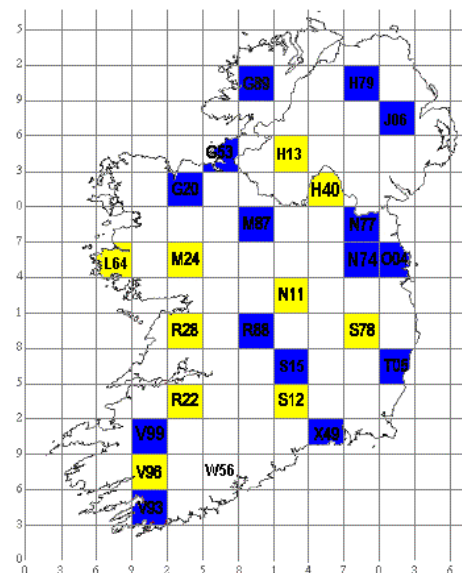 5
2
G89 H79
9
J06
6
G53 H13
3
G20 H40
0
M87 N77
7
L64 M24 N74 O04
4
N11
1
R28 R88 S78
8
S15 T05
5
R22 S12
2
V99 X49
9
V96 W56
6
V93
3
0
0 3 6 9 2 5 8 1 4 7 0 3 6